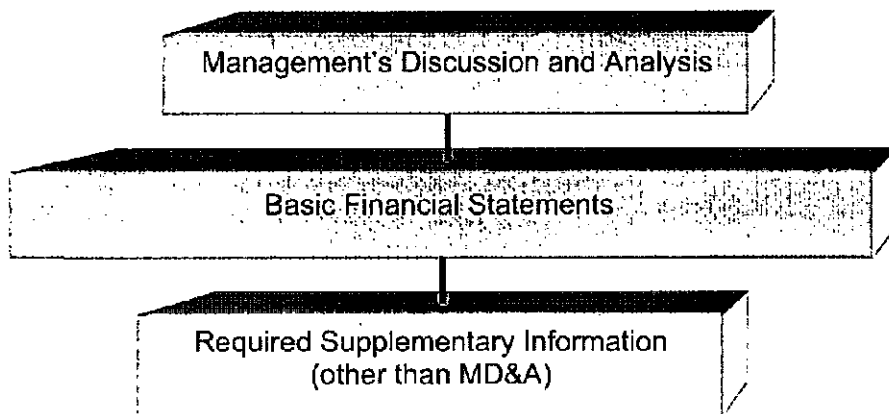 Management's Discussion and Analysis
Basic Financial Statements
Required Supplementary Information
(other than MD&A)